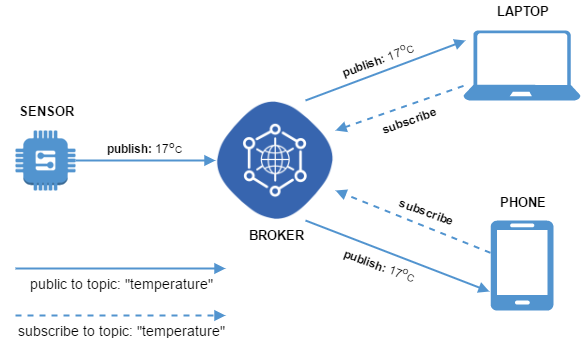 LAPTOP
publish: 17°C
SENSOR
subscribe
publish: 17°C
subscribe
PHONE
BROKER
publish: 17°C
public to topic: "temperature"
subscribe to topic: "temperature"